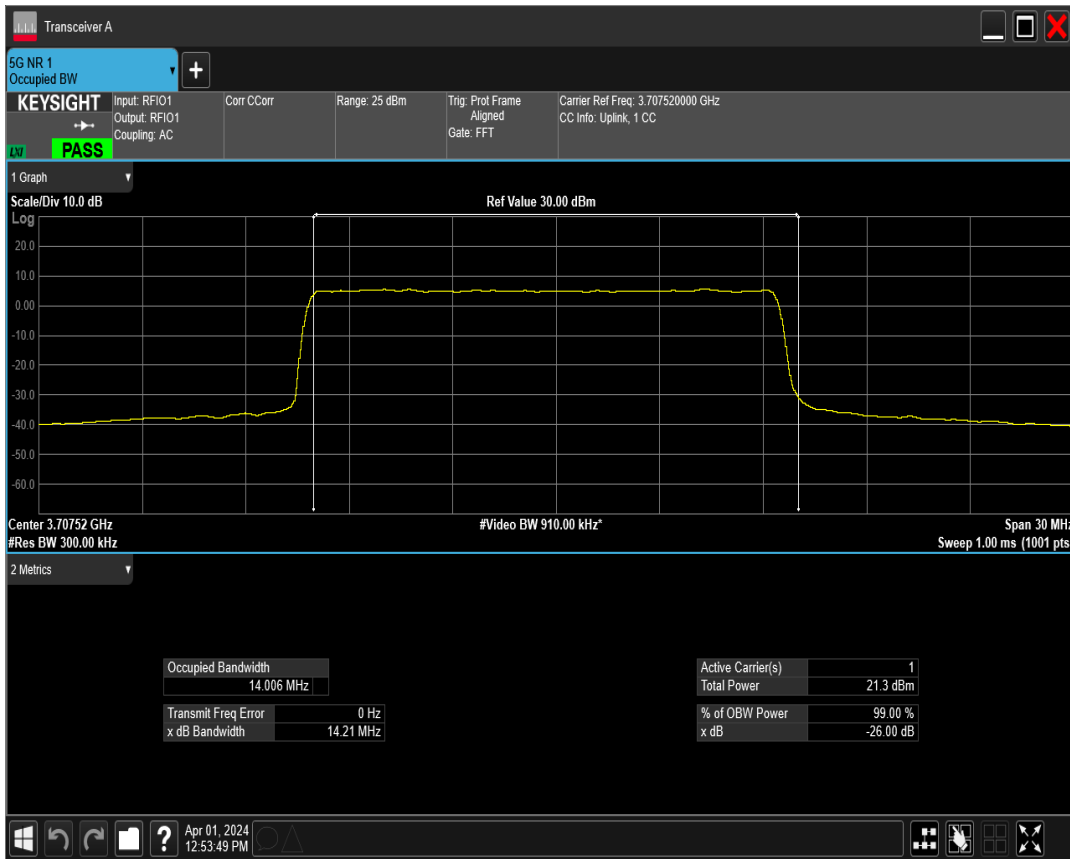 Transceiver A
5G NR 1
Occupied BW
KEYSIGHT
LXI
PASS
Input: RFIO1
Output: RFIO1
Coupling: AC
Corr CCorr
Range: 25 dBm
Trig: Prot Frame
Aligned
Gate: FFT
Carrier Ref Freq: 3.707520000 GHz
CC Info: Uplink, 1 CC
1 Graph
Scale/Div 10.0 dB
Ref Value 30.00 dBm
Log
20.0
10.0
0.00
-10.0
-20.0
-30.0
-40.0
-50.0
-60.0
Center 3.70752 GHz
#Video BW 910.00 kHz*
Span 30 MHz
#Res BW 300.00 kHz
Sweep 1.00 ms (1001 pts
2 Metrics
Occupied Bandwidth
14.006 MHz
Transmit Freq Error 0 Hz
x dB Bandwidth 14.21 MHz
Active Carrier(s) 1
Total Power 21.3 dBm
% of OBW Power 99.00 %
x dB -26.00 dB
?
Apr 01, 2024
12:53:49 PM